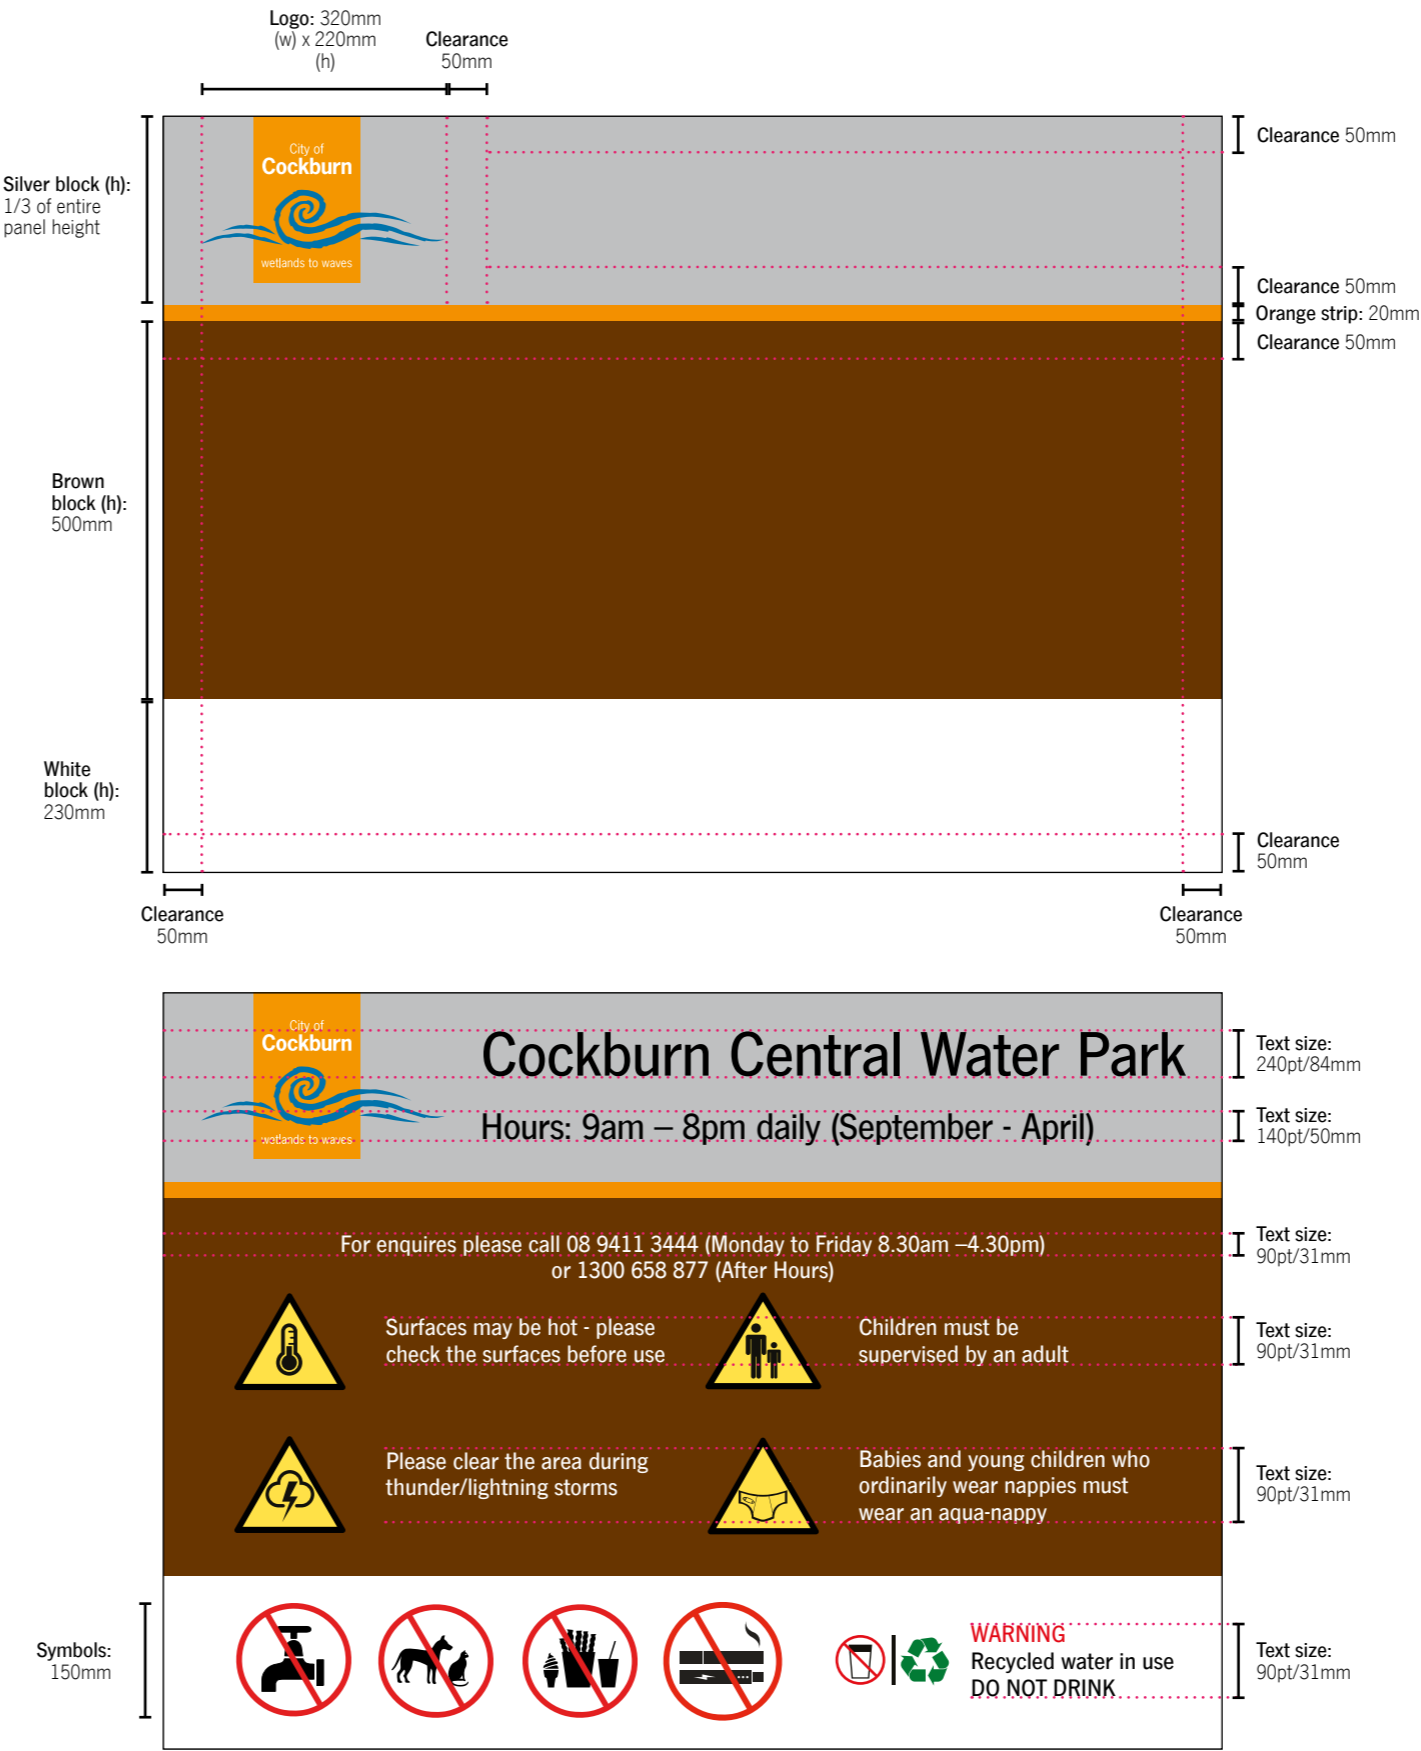 Logo: 320mm
(w) x 220mm
(h)
Clearance
50mm
Clearance 50mm
Silver block (h):
1/3 of entire
panel height
City of
Cockburn
wetlands to waves
Clearance 50mm
Orange strip: 20mm
Clearance 50mm
Brown
block (h):
500mm
White
block (h):
230mm
Clearance
50mm
Clearance
50mm
Clearance
50mm
City of
Cockburn
wetlands to waves
Cockburn Central Water Park
Text size:
240pt/84mm
Hours: 9am – 8pm daily (September - April)
Text size:
140pt/50mm
For enquires please call 08 9411 3444 (Monday to Friday 8.30am –4.30pm)
or 1300 658 877 (After Hours)
Text size:
90pt/31mm
Surfaces may be hot - please
check the surfaces before use
Children must be
supervised by an adult
Text size:
90pt/31mm
Please clear the area during
thunder/lightning storms
Babies and young children who
ordinarily wear nappies must
wear an aqua-nappy
Text size:
90pt/31mm
Symbols:
150mm
WARNING
Recycled water in use
DO NOT DRINK
Text size:
90pt/31mm